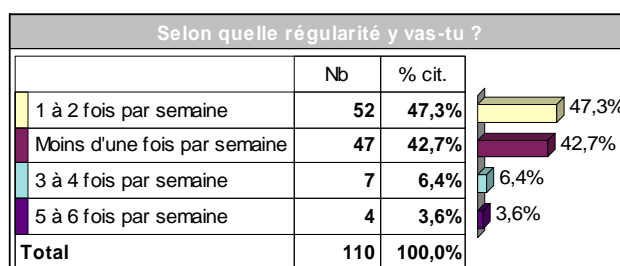 Selon quelle régularité y vas-tu ?
Nb % cit.
1 à 2 fois par semaine 52 47,3% 47,3%
Moins d'une fois par semaine 47 42,7% 42,7%
3 à 4 fois par semaine 7 6,4% 6,4%
5 à 6 fois par semaine 4 3,6% 3,6%
Total 110 100,0%